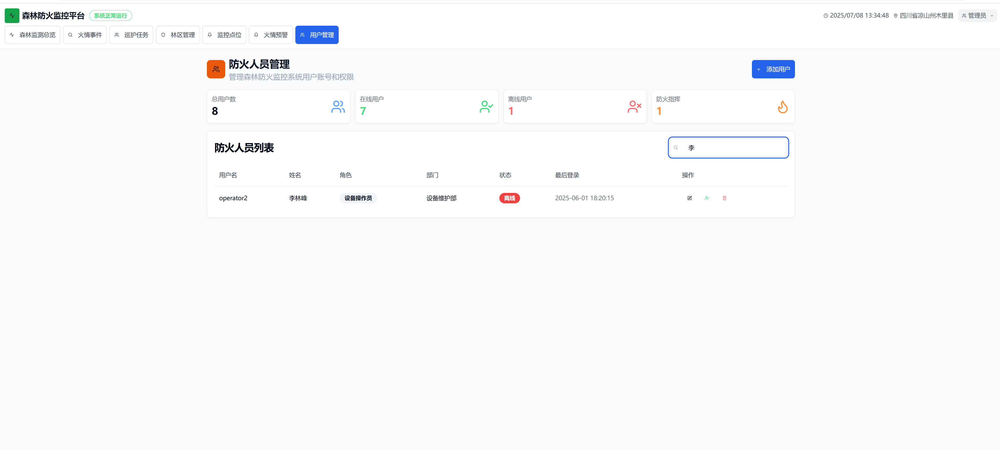 森林防火监控平台 系统正常运行 2025/07/08 13:34:48 四川省凉山州木里县 管理员
森林监测总览 火情事件 巡护任务 林区管理 监控点位 火情预警 用户管理
防火人员管理
管理森林防火监控系统用户账号和权限
添加用户
总用户数 在线用户 离线用户 防火指挥
8 7 1 1
防火人员列表 李
用户名 姓名 角色 部门 状态 最后登录 操作
operator2 李林峰 设备操作员 设备维护部 离线 2025-06-01 18:20:15